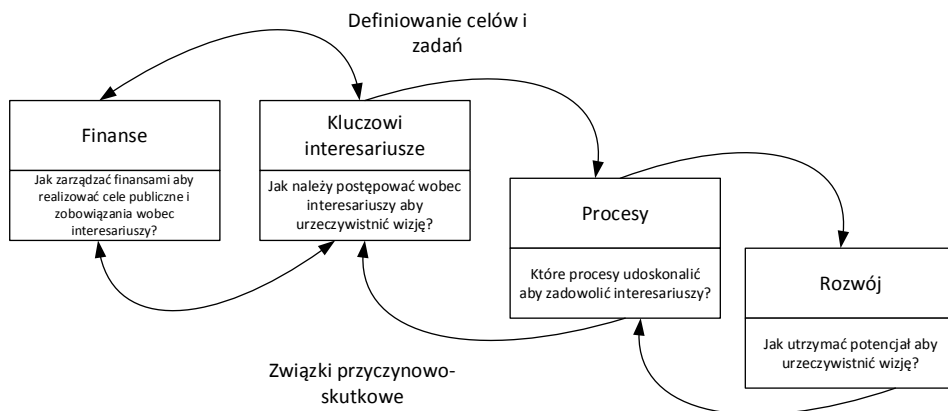 Definiowanie celów i
zadań
Finanse
Jak zarządzać finansami aby
realizować cele publiczne i
zobowiązania wobec
interesariuszy?
Kluczowi
interesariusze
Jak należy postępować wobec
interesariuszy aby
urzeczywistnić wizję?
Procesy
Które procesy udoskonalić
aby zadowolić interesariuszy?
Rozwój
Jak utrzymać potencjał aby
urzeczywistnić wizję?
Związki przyczynowo-
skutkowe